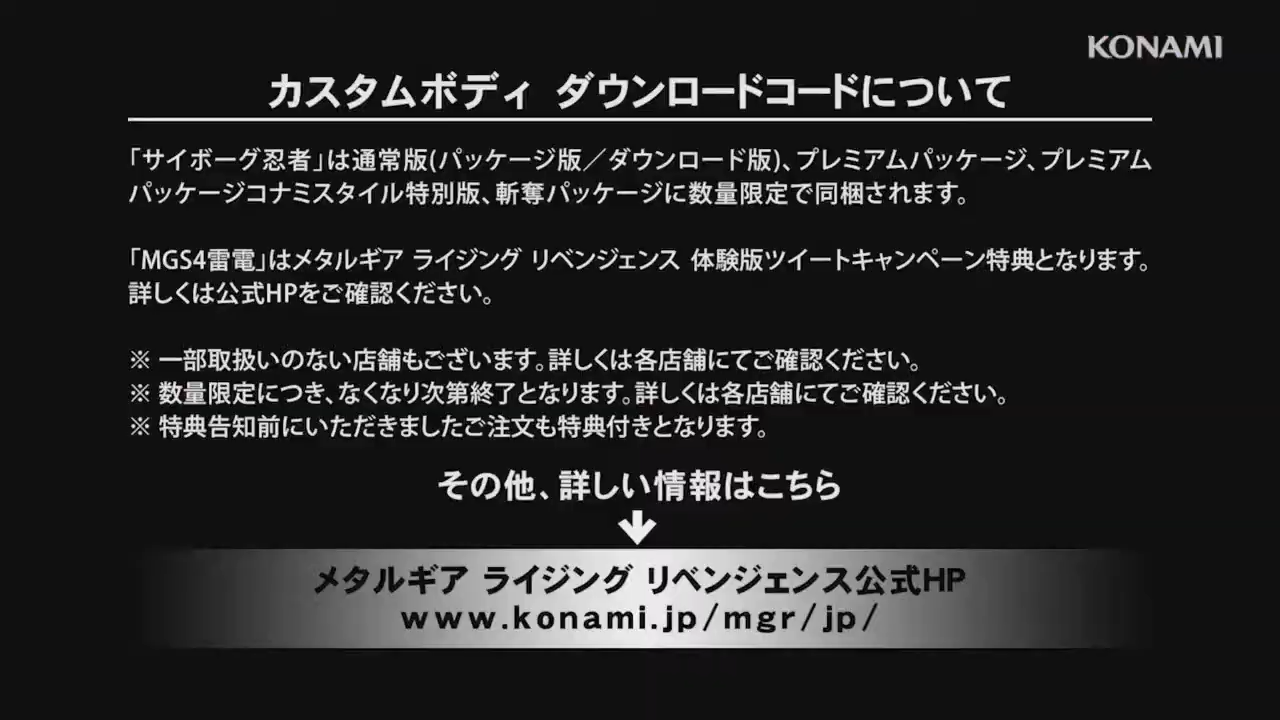 KONAMI
カスタムボディ ダウンロードコードについて
「サイボーグ忍者」は通常版(パッケージ版／ダウンロード版)、プレミアムパッケージ、プレミアム
パッケージコナミスタイル特別版、斬奪パッケージに数量限定で同梱されます。
「MGS4雷電」はメタルギア ライジング リベンジェンス 体験版ツイートキャンペーン特典となります。
詳しくは公式HPをご確認ください。
※ 一部取扱いのない店舗もございます。詳しくは各店舗にてご確認ください。
※ 数量限定につき、なくなり次第終了となります。詳しくは各店舗にてご確認ください。
※ 特典告知前にいただきましたご注文も特典付きとなります。
その他、詳しい情報はこちら
メタルギア ライジング リベンジェンス公式HP
www.konami.jp/mgr/jp/